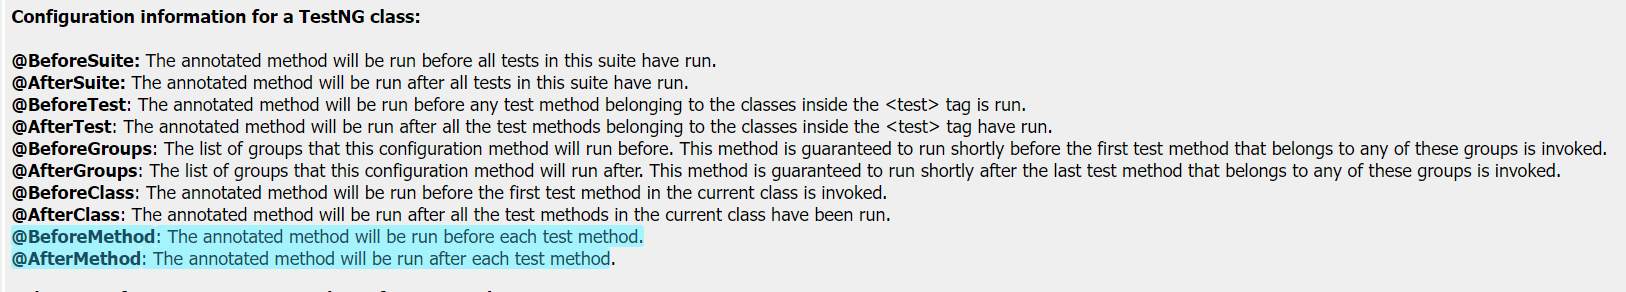 Configuration information for a TestNG class:
@BeforeSuite: The annotated method will be run before all tests in this suite have run.
@AfterSuite: The annotated method will be run after all tests in this suite have run.
@BeforeTest: The annotated method will be run before any test method belonging to the classes inside the <test> tag is run.
@AfterTest: The annotated method will be run after all the test methods belonging to the classes inside the <test> tag have run.
@BeforeGroups: The list of groups that this configuration method will run before. This method is guaranteed to run shortly before the first test method that belongs to any of these groups is invoked.
@AfterGroups: The list of groups that this configuration method will run after. This method is guaranteed to run shortly after the last test method that belongs to any of these groups is invoked.
@BeforeClass: The annotated method will be run before the first test method in the current class is invoked.
@AfterClass: The annotated method will be run after all the test methods in the current class have been run.
@BeforeMethod: The annotated method will be run before each test method.
@AfterMethod: The annotated method will be run after each test method.